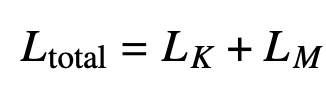 L_total = L_K + L_M